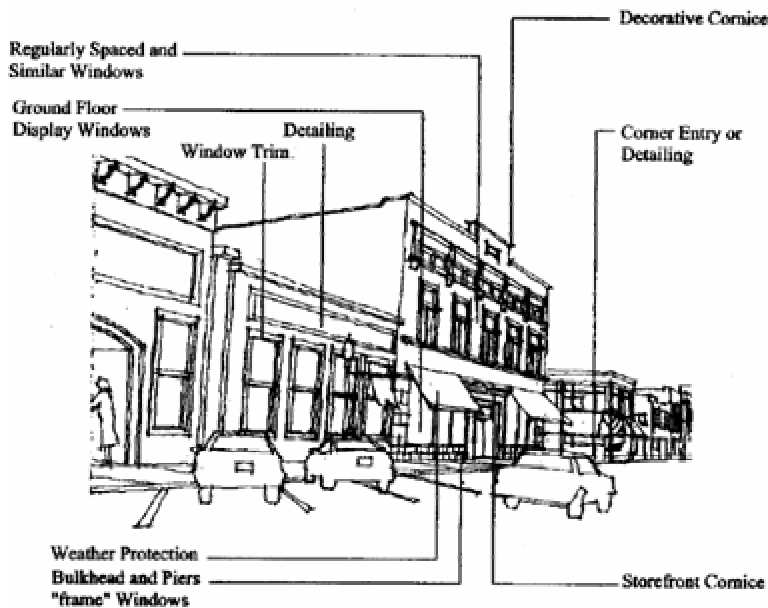 Decorative Cornice
Regularly Spaced and
Similar Windows
Ground Floor
Display Windows
Detailing
Window Trim
Corner Entry or
Detailing
Weather Protection
Bulkhead and Piers
"frame" Windows
Storefront Cornice